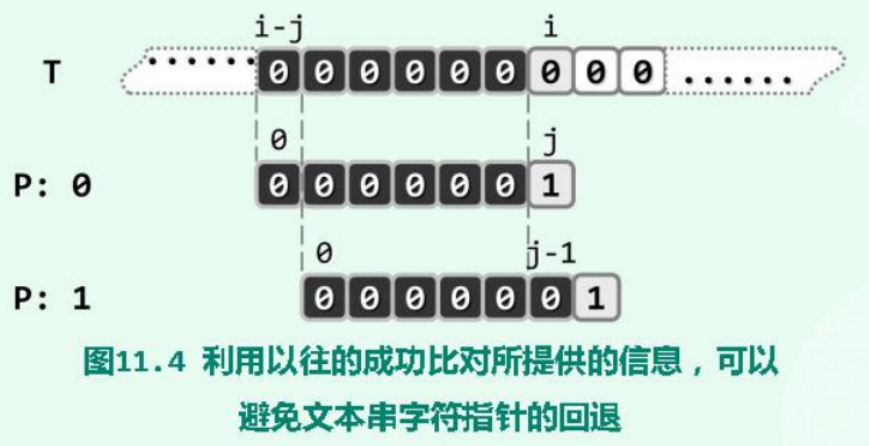 i-j i
T ...... 0 0 0 0 0 0 0 0 0 ......
0 j
P: 0 0 0 0 0 0 0 1
0 j-1
P: 1 0 0 0 0 0 0 1
图11.4 利用以往的成功比对所提供的信息，可以
避免文本串字符指针的回退